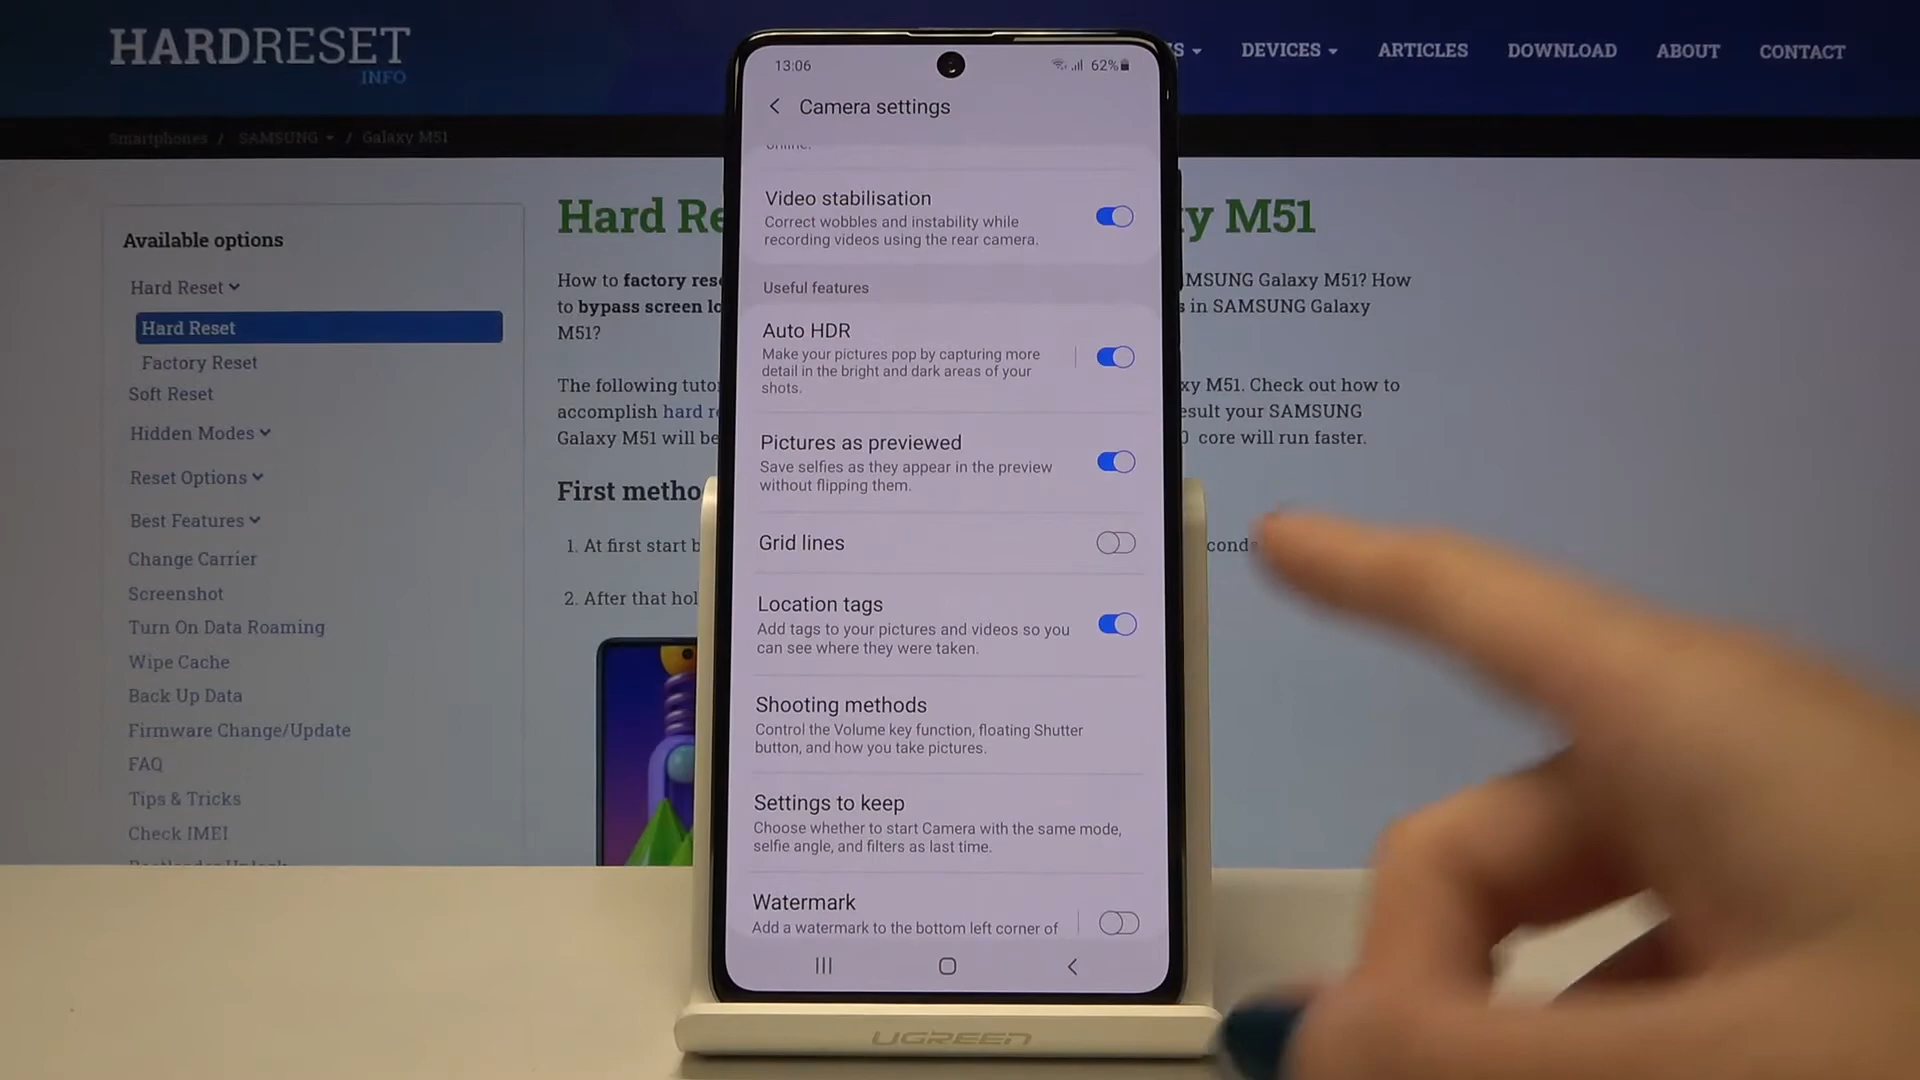 HARDRESET
INFO
S
DEVICES
ARTICLES
DOWNLOAD
ABOUT
CONTACT
Smartphones / SAMSUNG / Galaxy M51
Available options
Hard Reset
Hard Reset
Factory Reset
Soft Reset
Hidden Modes
Reset Options
Best Features
Change Carrier
Screenshot
Turn On Data Roaming
Wipe Cache
Back Up Data
Firmware Change/Update
FAQ
Tips & Tricks
Check IMEI
Hard Re
y M51
How to factory rese
MSUNG Galaxy M51? How
to bypass screen lo
s in SAMSUNG Galaxy
M51?
The following tuto
xy M51. Check out how to
accomplish hard r
esult your SAMSUNG
Galaxy M51 will be
0 core will run faster.
First metho
1. At first start b
conds
2. After that hol
13:06
62%
Camera settings
online.
Video stabilisation
Correct wobbles and instability while
recording videos using the rear camera.
Useful features
Auto HDR
Make your pictures pop by capturing more
detail in the bright and dark areas of your
shots.
Pictures as previewed
Save selfies as they appear in the preview
without flipping them.
Grid lines
Location tags
Add tags to your pictures and videos so you
can see where they were taken.
Shooting methods
Control the Volume key function, floating Shutter
button, and how you take pictures.
Settings to keep
Choose whether to start Camera with the same mode,
selfie angle, and filters as last time.
Watermark
Add a watermark to the bottom left corner of
UGREEN